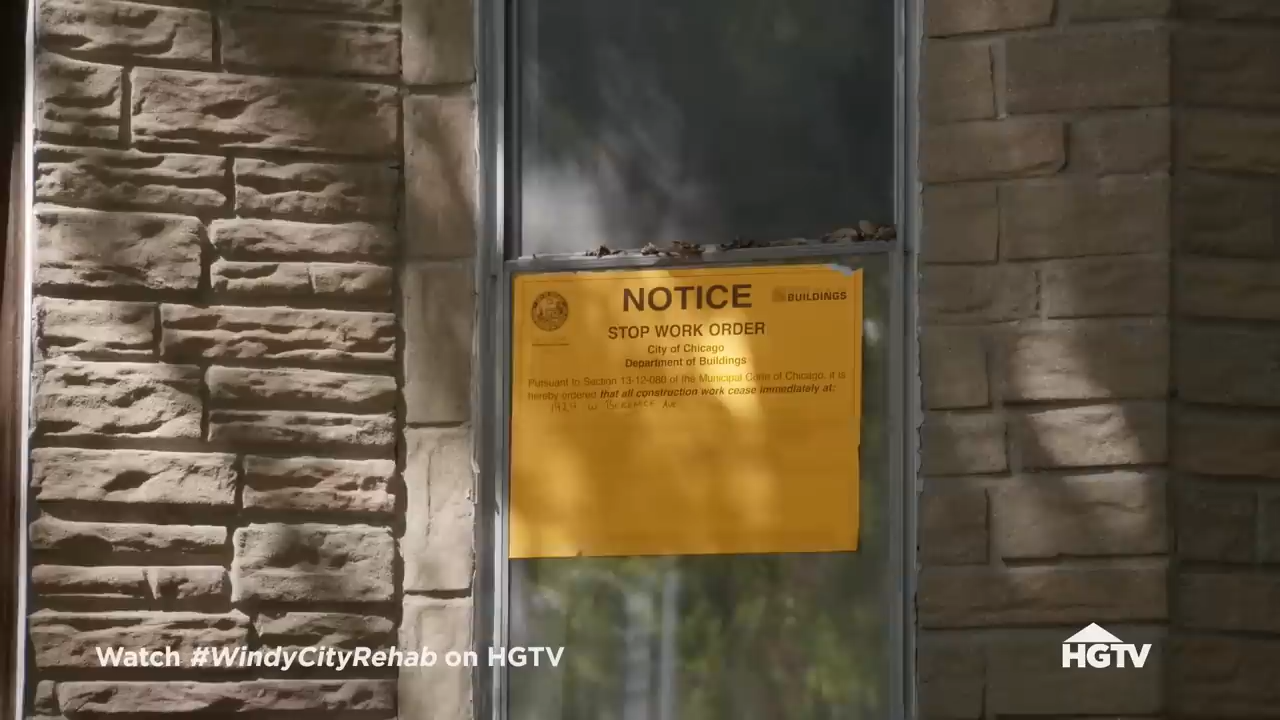 NOTICE
BUILDINGS
STOP WORK ORDER
City of Chicago
Department of Buildings
Pursuant to Section 13-12-080 of the Municipal Code of Chicago, it is
hereby ordered that all construction work cease immediately at:
1929 W
Watch #WindyCityRehab on HGTV
HGTV